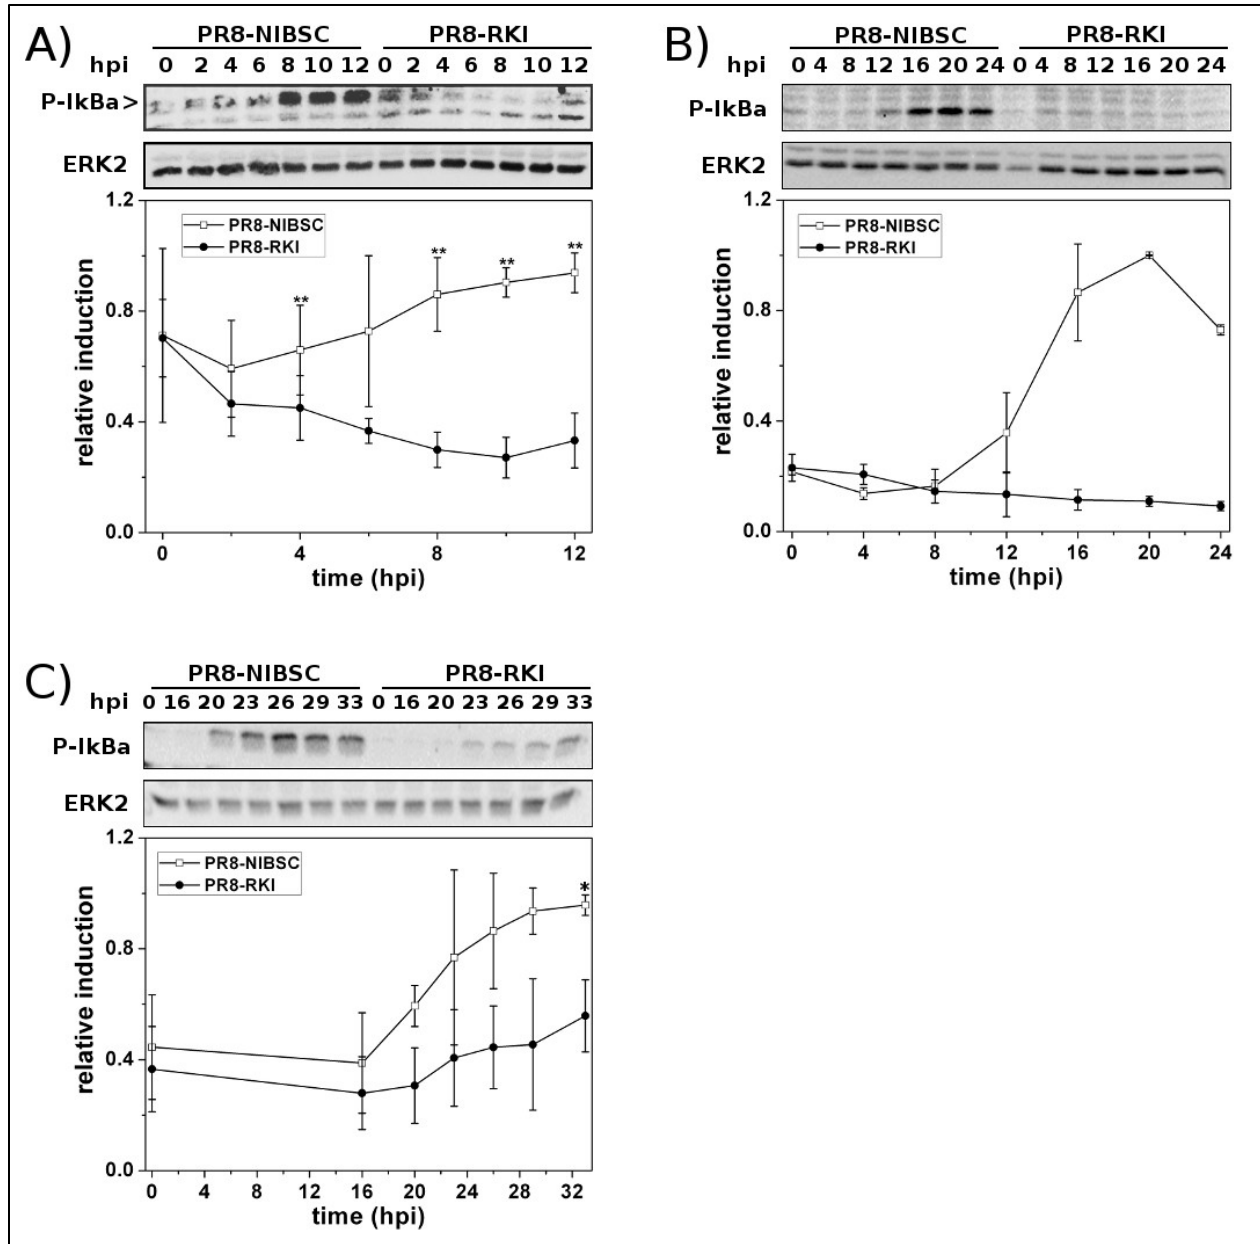 A)
PR8-NIBSC PR8-RKI
hpi 0 2 4 6 8 10 12 0 2 4 6 8 10 12
P-IkBa >
ERK2
1.2
0.8
0.4
0.0
relative induction
PR8-NIBSC
PR8-RKI
** ** ** **
0 4 8 12
time (hpi)
B)
PR8-NIBSC PR8-RKI
hpi 0 4 8 12 16 20 24 0 4 8 12 16 20 24
P-IkBa
ERK2
1.2
0.8
0.4
0.0
relative induction
PR8-NIBSC
PR8-RKI
0 4 8 12 16 20 24
time (hpi)
C)
PR8-NIBSC PR8-RKI
hpi 0 16 20 23 26 29 33 0 16 20 23 26 29 33
P-IkBa
ERK2
1.2
0.8
0.4
0.0
relative induction
PR8-NIBSC
PR8-RKI
*
0 4 8 12 16 20 24 28 32
time (hpi)